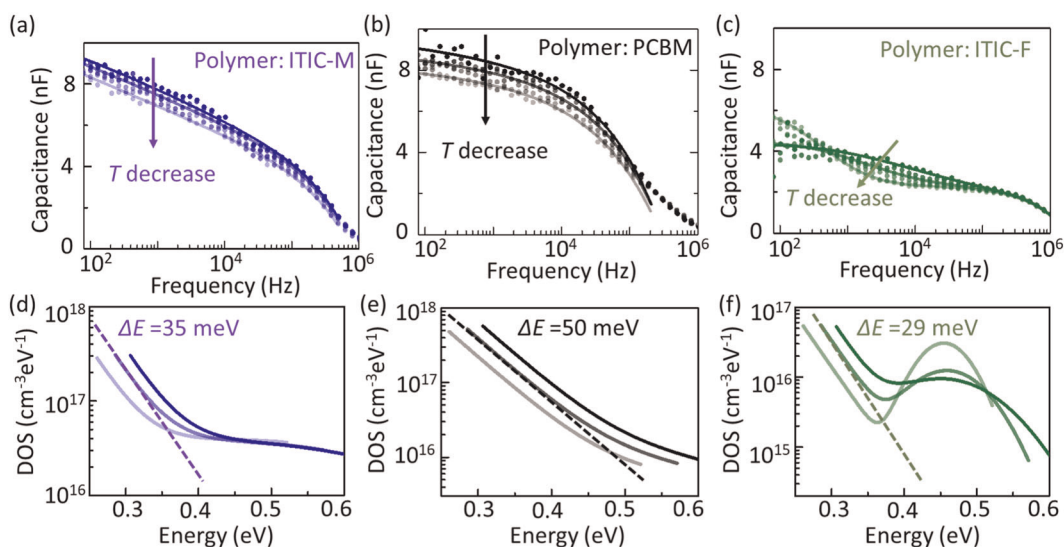 (a)
Polymer: ITIC-M
Capacitance (nF)
8
4
0
T decrease
10² 10⁴ 10⁶
Frequency (Hz)
(b)
Polymer: PCBM
Capacitance (nF)
8
4
0
T decrease
10² 10⁴ 10⁶
Frequency (Hz)
(c)
Polymer: ITIC-F
Capacitance (nF)
8
4
0
T decrease
10² 10⁴ 10⁶
Frequency (Hz)
(d)
ΔE =35 meV
DOS (cm⁻³eV⁻¹)
10¹⁸
10¹⁷
10¹⁶
0.3 0.4 0.5 0.6
Energy (eV)
(e)
ΔE =50 meV
DOS (cm⁻³eV⁻¹)
10¹⁸
10¹⁷
10¹⁶
0.3 0.4 0.5 0.6
Energy (eV)
(f)
ΔE =29 meV
DOS (cm⁻³eV⁻¹)
10¹⁷
10¹⁶
10¹⁵
0.3 0.4 0.5 0.6
Energy (eV)